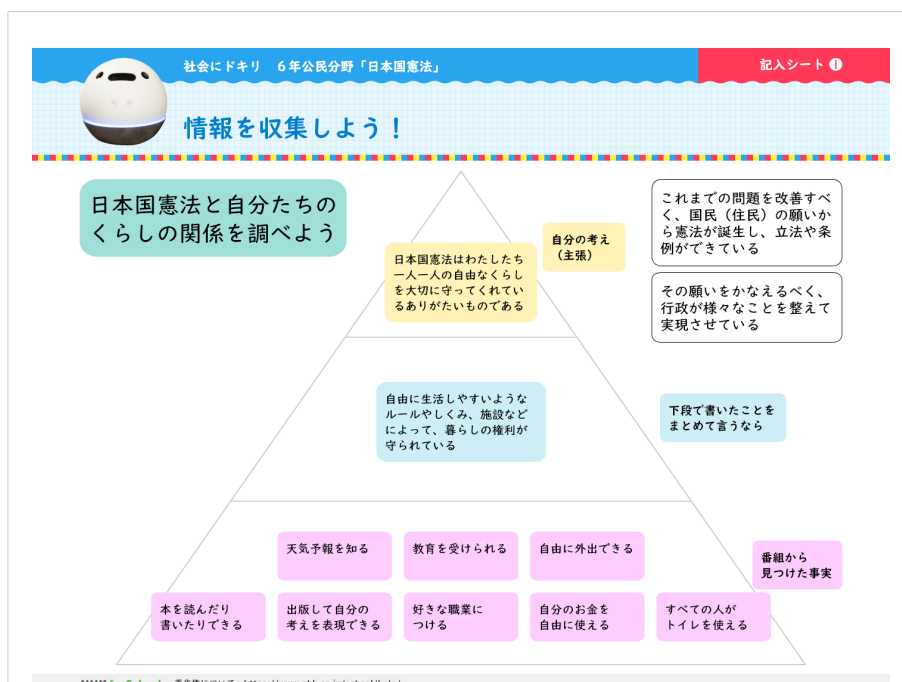 社会にドキリ 6年公民分野「日本国憲法」
記入シート❶
情報を収集しよう!
日本国憲法と自分たちの
くらしの関係を調べよう
これまでの問題を改善すべ
く、国民(住民)の願いか
ら憲法が誕生し、立法や条
例ができている
自分の考え
(主張)
日本国憲法はわたしたち
一人一人の自由なくらし
を大切に守ってくれてい
るありがたいものである
その願いをかなえるべく、
行政が様々なことを整えて
実現させている
自由に生活しやすいような
ルールやしくみ、施設など
によって、暮らしの権利が
守られている
下段で書いたことを
まとめて言うなら
天気予報を知る
教育を受けられる
自由に外出できる
番組から
見つけた事実
本を読んだり
書いたりできる
出版して自分の
考えを表現できる
好きな職業に
つける
自分のお金を
自由に使える
すべての人が
トイレを使える